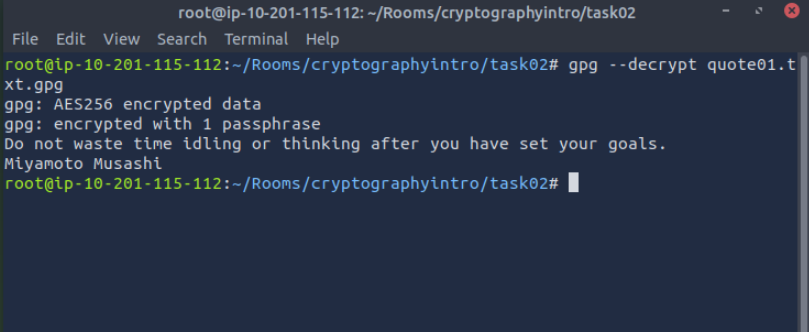 root@ip-10-201-115-112: ~/Rooms/cryptographyintro/task02
File Edit View Search Terminal Help
root@ip-10-201-115-112:~/Rooms/cryptographyintro/task02# gpg --decrypt quote01.t
xt.gpg
gpg: AES256 encrypted data
gpg: encrypted with 1 passphrase
Do not waste time idling or thinking after you have set your goals.
Miyamoto Musashi
root@ip-10-201-115-112:~/Rooms/cryptographyintro/task02#